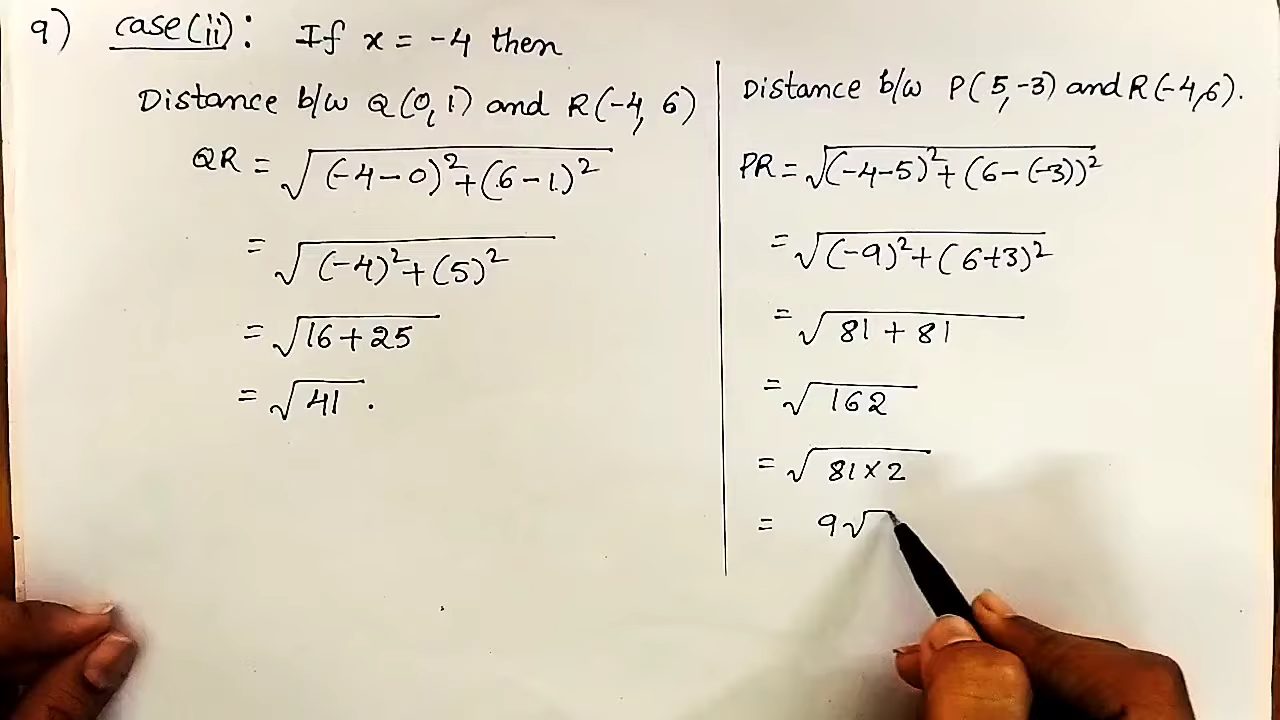 9) case(ii): If x = -4 then
Distance b/w Q(0, 1) and R(-4, 6)
QR = √((-4-0)²+(6-1)²)
= √((-4)²+(5)²)
= √(16+25)
= √41.
Distance b/w P(5,-3) and R(-4,6).
PR = √((-4-5)²+(6-(-3))²)
= √((-9)²+(6+3)²)
= √(81+81)
= √162
= √(81×2)
= 9√